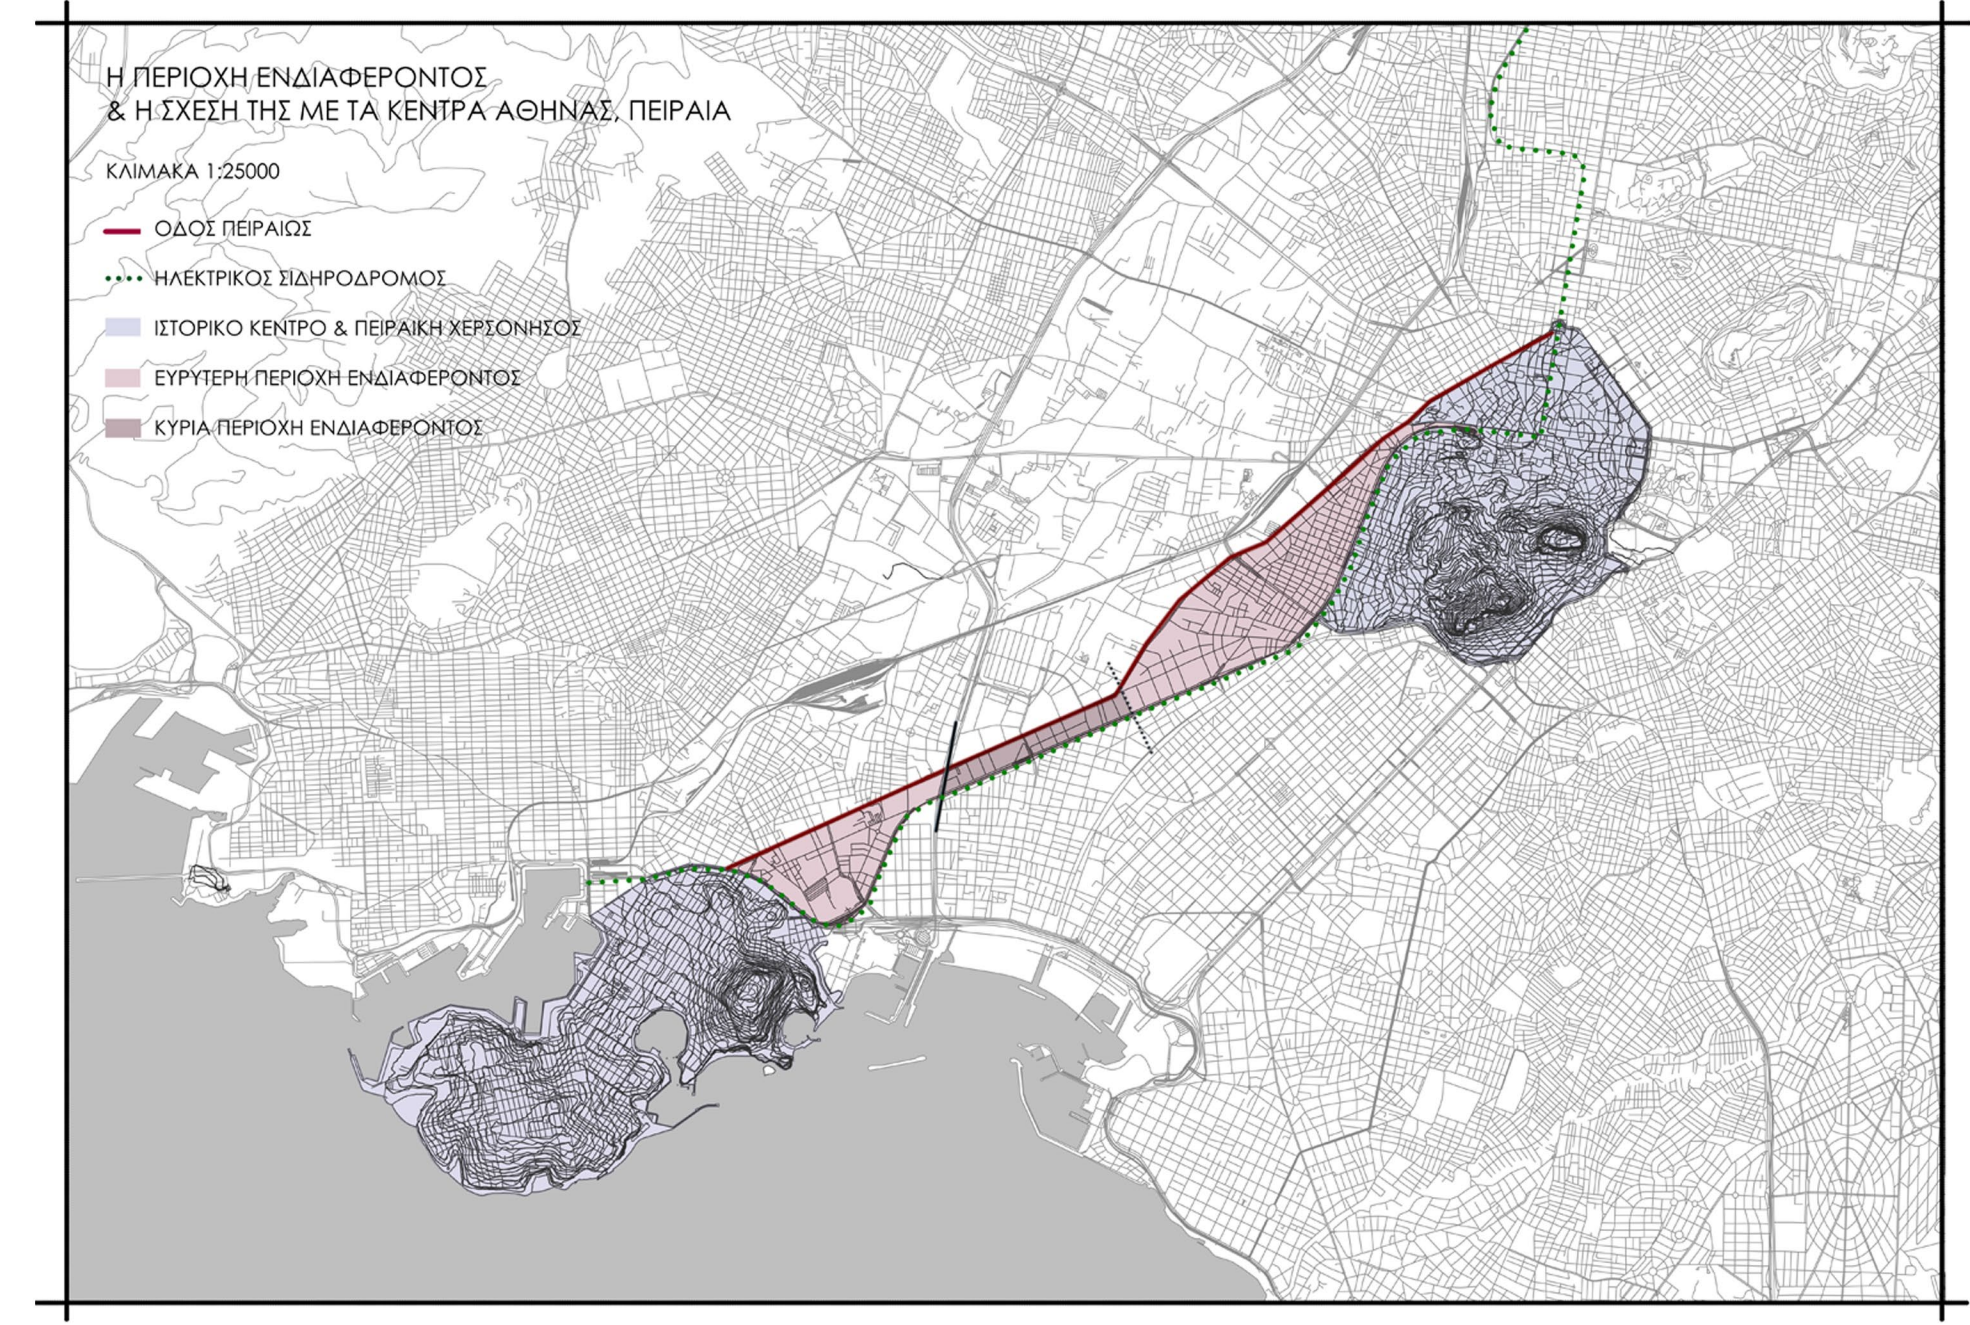 Η ΠΕΡΙΟΧΗ ΕΝΔΙΑΦΕΡΟΝΤΟΣ
& Η ΣΧΕΣΗ ΤΗΣ ΜΕ ΤΑ ΚΕΝΤΡΑ ΑΘΗΝΑΣ, ΠΕΙΡΑΙΑ
ΚΛΙΜΑΚΑ 1:25000
ΟΔΟΣ ΠΕΙΡΑΙΩΣ
ΗΛΕΚΤΡΙΚΟΣ ΣΙΔΗΡΟΔΡΟΜΟΣ
ΙΣΤΟΡΙΚΟ ΚΕΝΤΡΟ & ΠΕΙΡΑΙΚΗ ΧΕΡΣΟΝΗΣΟΣ
ΕΥΡΥΤΕΡΗ ΠΕΡΙΟΧΗ ΕΝΔΙΑΦΕΡΟΝΤΟΣ
ΚΥΡΙΑ ΠΕΡΙΟΧΗ ΕΝΔΙΑΦΕΡΟΝΤΟΣ